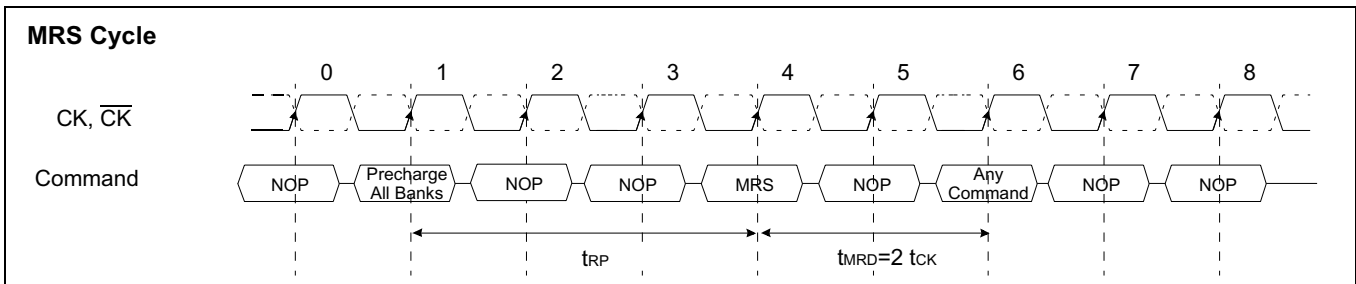 MRS Cycle
0 1 2 3 4 5 6 7 8
CK, C̅K̅
Command
NOP
Precharge
All Banks
NOP
NOP
MRS
NOP
Any
Command
NOP
NOP
tRP
tMRD=2 tCK